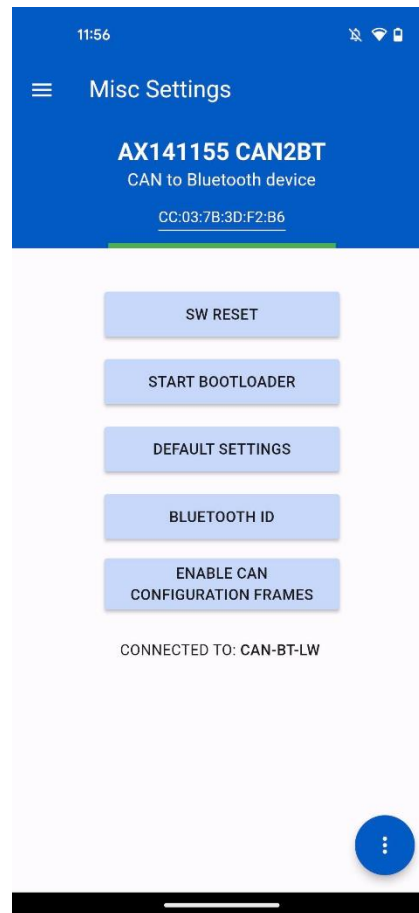 11:56
Misc Settings
AX141155 CAN2BT
CAN to Bluetooth device
CC:03:7B:3D:F2:B6
SW RESET
START BOOTLOADER
DEFAULT SETTINGS
BLUETOOTH ID
ENABLE CAN
CONFIGURATION FRAMES
CONNECTED TO: CAN-BT-LW